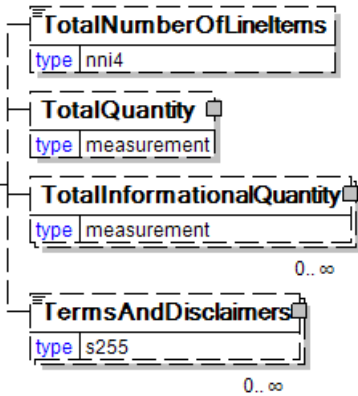 TotalNumberOfLineItems
type nni4
TotalQuantity
type measurement
TotalInformationalQuantity
type measurement
0.. ∞
TermsAndDisclaimers
type s255
0.. ∞